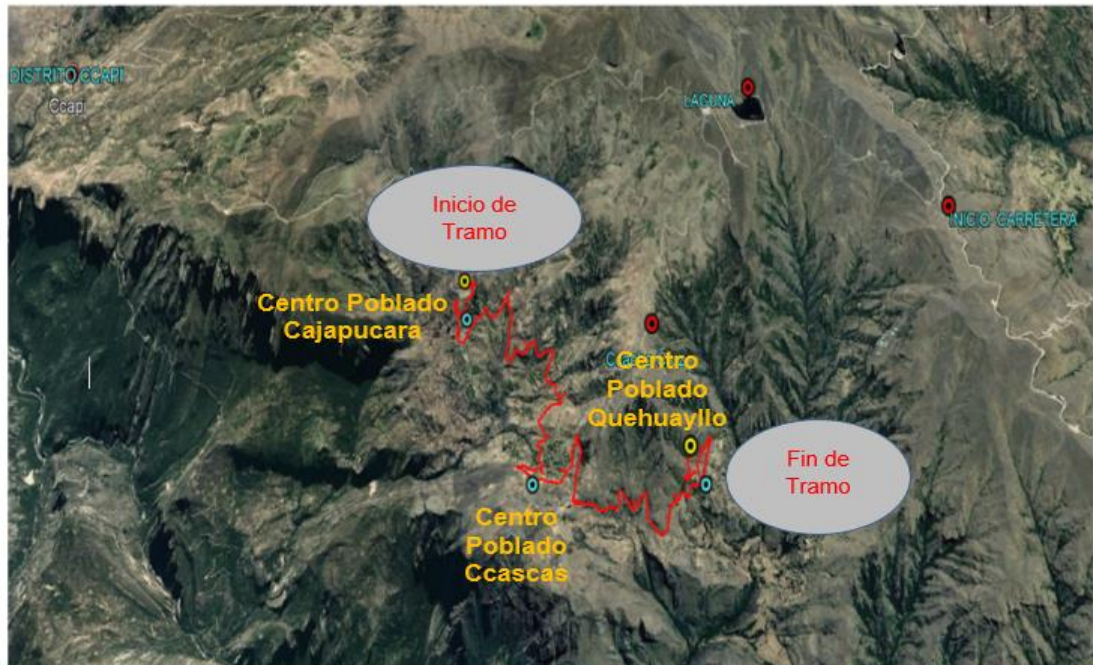 DISTRITO CCAPI
Ccapi
LAGUNA
Inicio de
Tramo
INICIO CARRETERA
Centro Poblado
Cajapucara
Centro
Poblado
Quehuayllo
Fin de
Tramo
Centro
Poblado
Ccascas